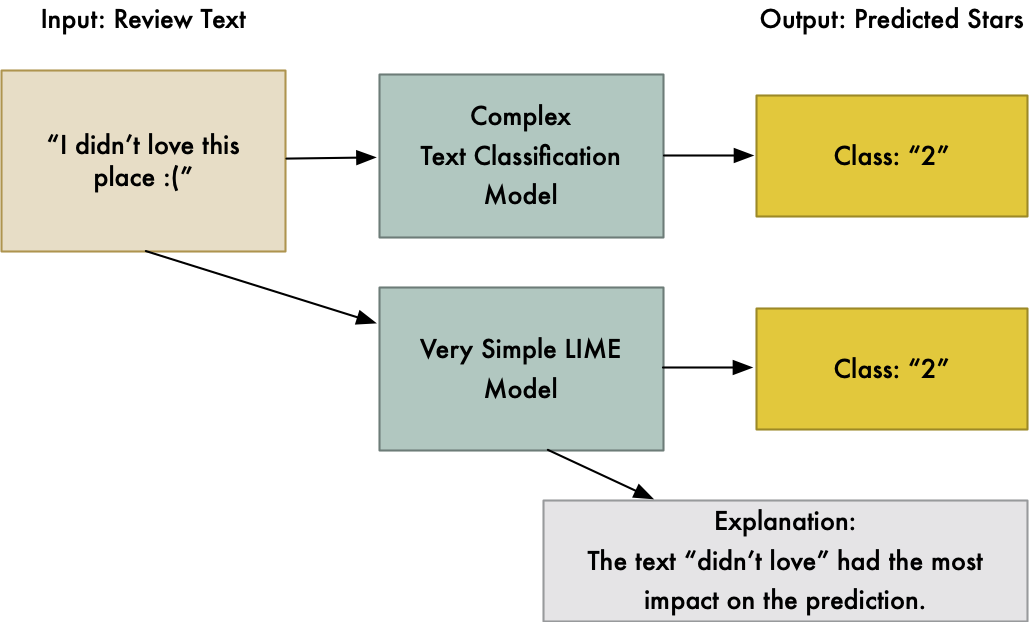 Input: Review Text
Output: Predicted Stars
“I didn’t love this
place :(”
Complex
Text Classification
Model
Class: “2”
Very Simple LIME
Model
Class: “2”
Explanation:
The text “didn’t love” had the most
impact on the prediction.